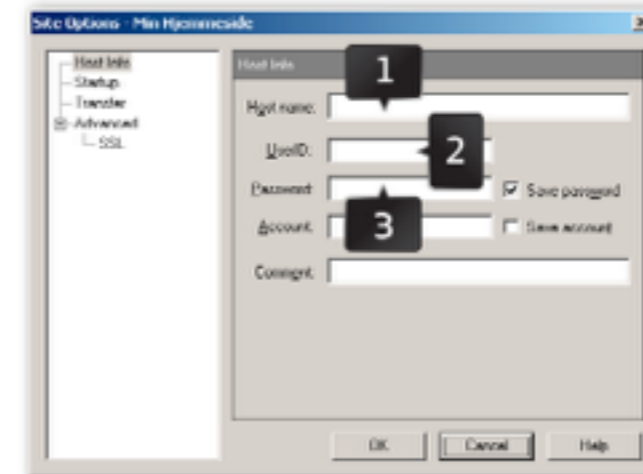 Site Options - Min Hjemmeside
Host Info
Startup
Transfer
Advanced
SSL
Host Info
1
Host name:
UserID:
2
Password:
Save password
3
Account:
Save account
Comment:
OK
Cancel
Help